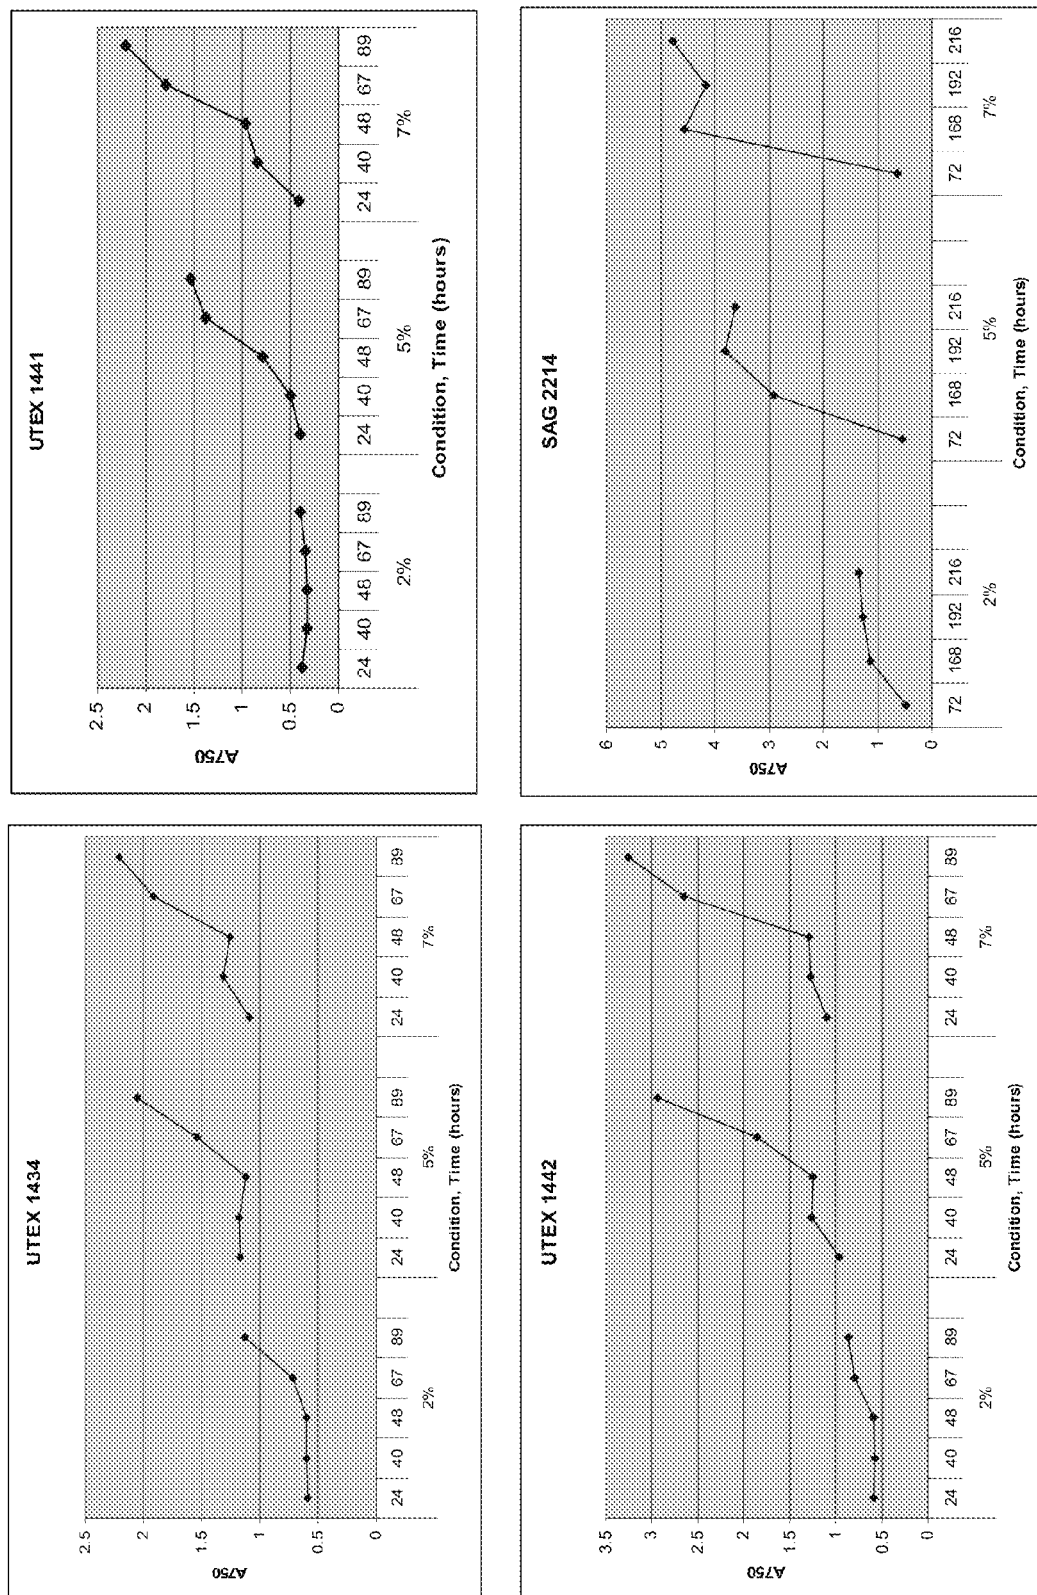 UTEX 1434
2.5
2
1.5
1
0.5
0
A750
24 40 48 67 89 24 40 48 67 89 24 40 48 67 89
2% 5% 7%
Condition, Time (hours)
UTEX 1441
2.5
2
1.5
1
0.5
0
A750
24 40 48 67 89 24 40 48 67 89 24 40 48 67 89
2% 5% 7%
Condition, Time (hours)
UTEX 1442
3.5
3
2.5
2
1.5
1
0.5
0
A750
24 40 48 67 89 24 40 48 67 89 24 40 48 67 89
2% 5% 7%
Condition, Time (hours)
SAG 2214
6
5
4
3
2
1
0
A750
72 168 192 216 72 168 192 216 72 168 192 216
2% 5% 7%
Condition, Time (hours)